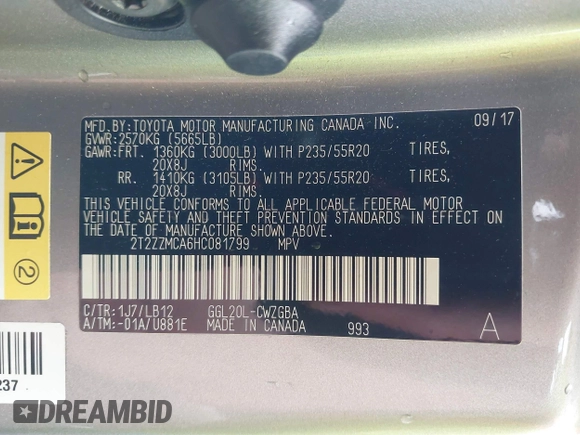 MFD.BY:TOYOTA MOTOR MANUFACTURING CANADA INC. 09/17
GVWR:2570KG (5665LB)
GAWR:FRT. 1360KG (3000LB) WITH P235/55R20 TIRES,
20X8J RIMS.
RR. 1410KG (3105LB) WITH P235/55R20 TIRES,
20X8J RIMS.
THIS VEHICLE CONFORMS TO ALL APPLICABLE FEDERAL MOTOR
VEHICLE SAFETY AND THEFT PREVENTION STANDARDS IN EFFECT ON
THE DATE OF MANUFACTURE SHOWN ABOVE.
2T2ZZMCA6HC081799 MPV
C/TR:1J7/LB12 GGL20L-CWZGBA
A/TM:-01A/U881E MADE IN CANADA 993 A
2
237
DREAMBID